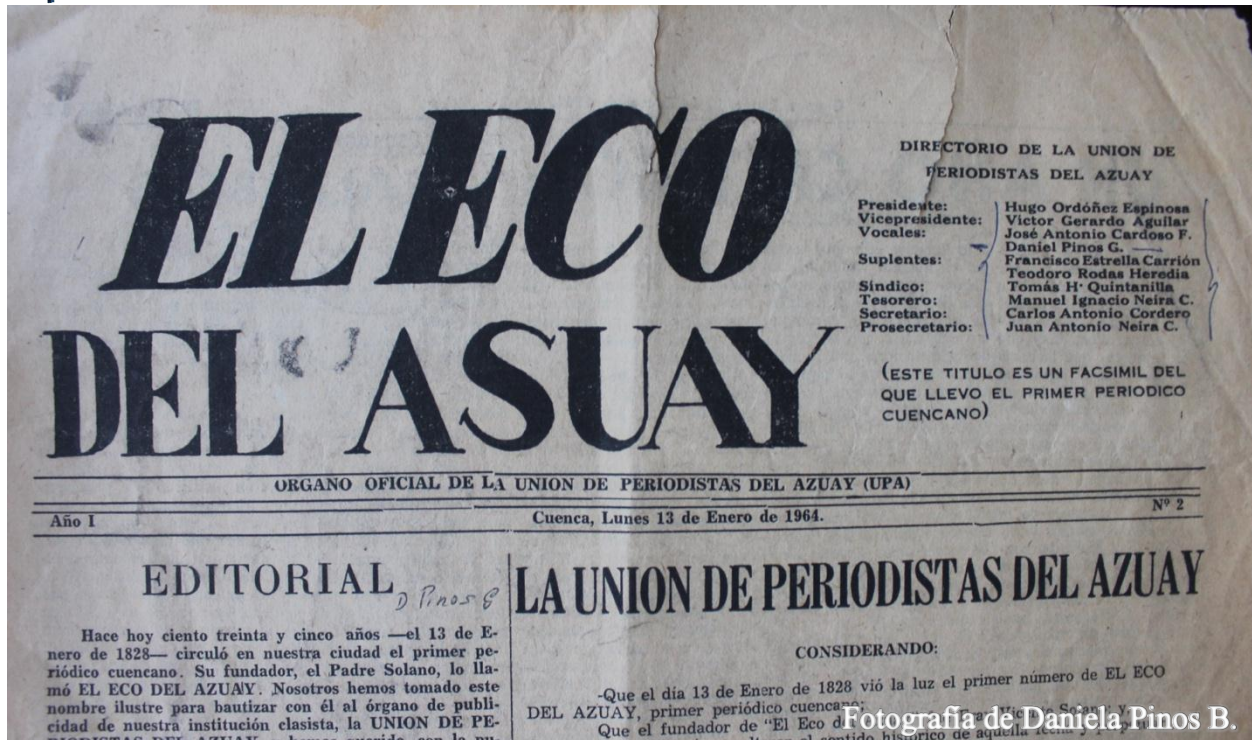 EL ECO
DEL ASUAY
DIRECTORIO DE LA UNION DE
PERIODISTAS DEL AZUAY
Presidente: Hugo Ordóñez Espinosa
Vicepresidente: Victor Gerardo Aguilar
Vocales: José Antonio Cardoso F.
Daniel Pinos G.
Suplentes: Francisco Estrella Carrión
Teodoro Rodas Heredia
Síndico: Tomás H· Quintanilla
Tesorero: Manuel Ignacio Neira C.
Secretario: Carlos Antonio Cordero
Prosecretario: Juan Antonio Neira C.
(ESTE TITULO ES UN FACSIMIL DEL
QUE LLEVO EL PRIMER PERIODICO
CUENCANO)
ORGANO OFICIAL DE LA UNION DE PERIODISTAS DEL AZUAY (UPA)
Año I Cuenca, Lunes 13 de Enero de 1964. Nº 2
EDITORIAL
D Pinos G
Hace hoy ciento treinta y cinco años —el 13 de E-
nero de 1828— circuló en nuestra ciudad el primer pe-
riódico cuencano. Su fundador, el Padre Solano, lo lla-
mó EL ECO DEL AZUAY. Nosotros hemos tomado este
nombre ilustre para bautizar con él al órgano de publi-
cidad de nuestra institución clasista, la UNION DE PE-
RIODISTAS DEL AZUAY
LA UNION DE PERIODISTAS DEL AZUAY
CONSIDERANDO:
-Que el día 13 de Enero de 1828 vió la luz el primer número de EL ECO
DEL AZUAY, primer periódico cuencano;
Que el fundador de "El Eco
Fotografía de Daniela Pinos B.